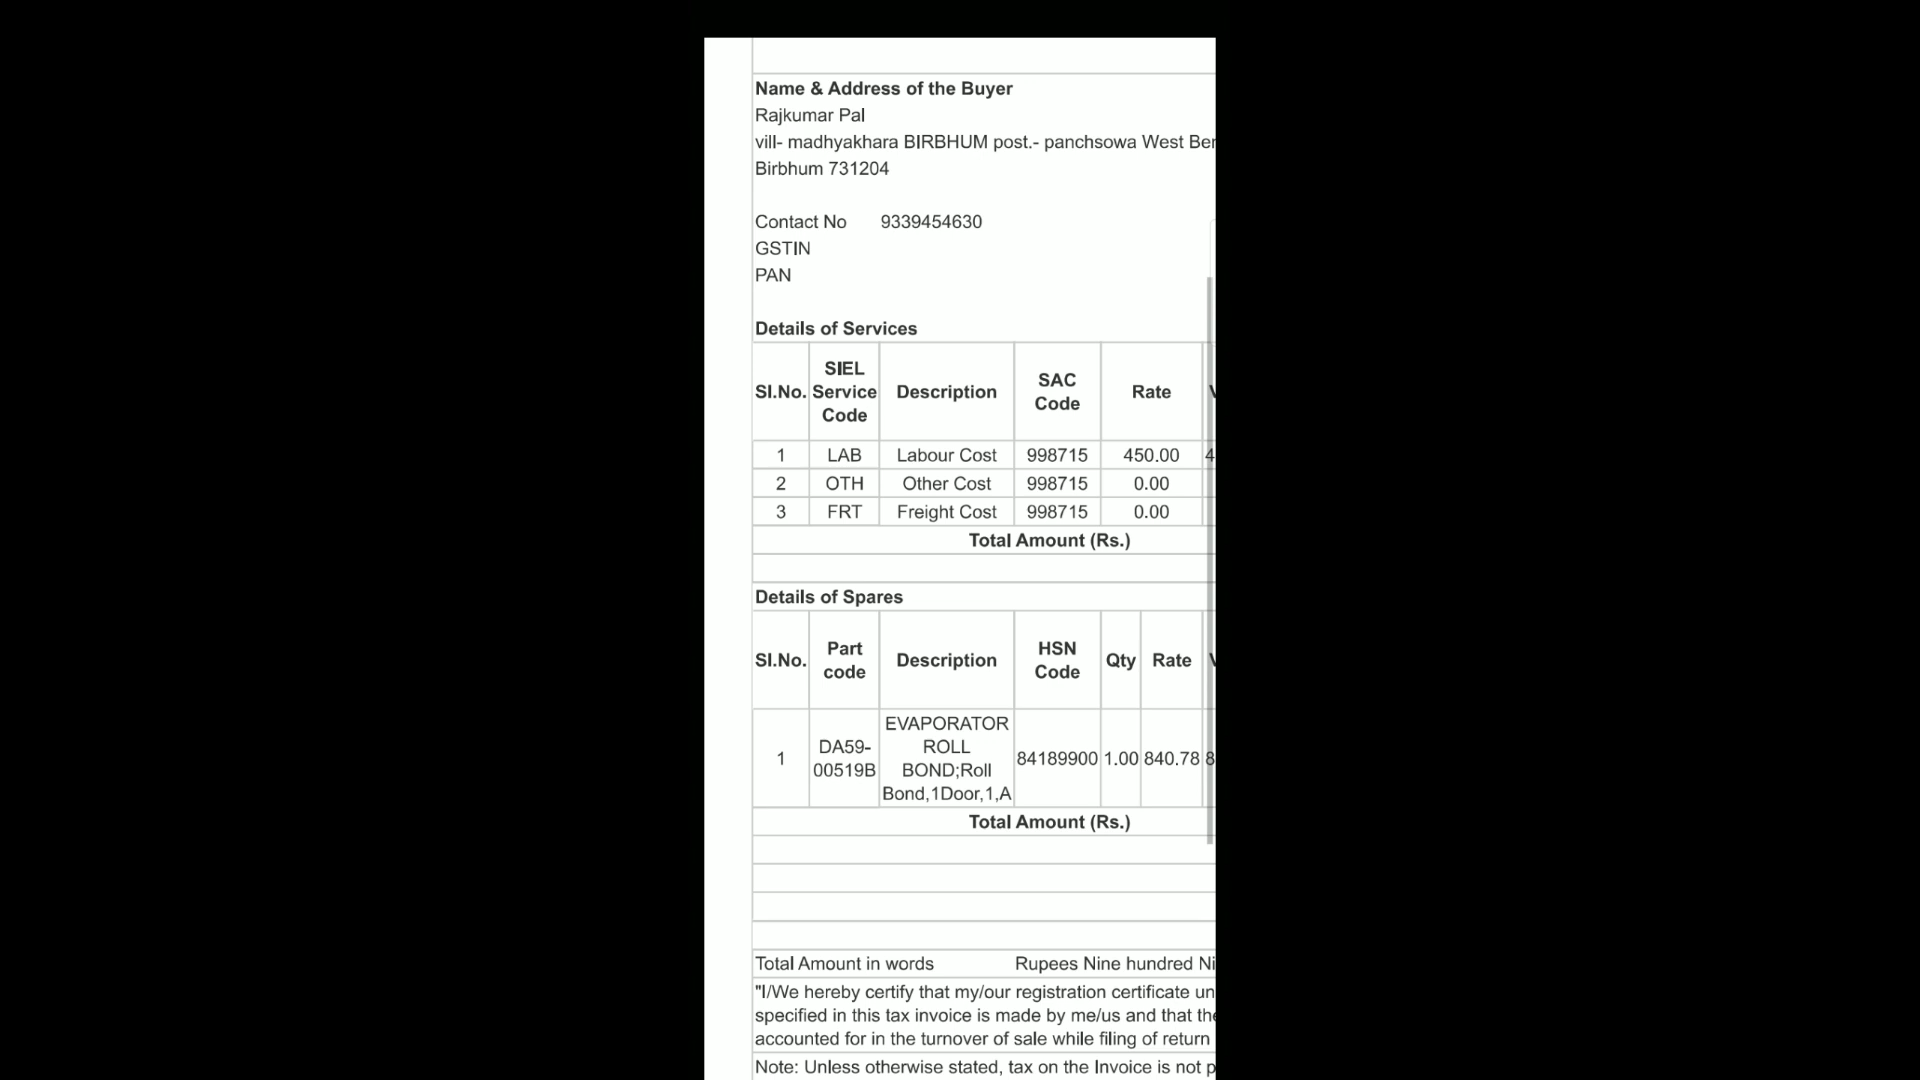 Name & Address of the Buyer
Rajkumar Pal
vill- madhyakhara BIRBHUM post.- panchsowa West Ber
Birbhum 731204
Contact No 9339454630
GSTIN
PAN
Details of Services
SI.No. SIEL Service Code Description SAC Code Rate
1 LAB Labour Cost 998715 450.00 4
2 OTH Other Cost 998715 0.00
3 FRT Freight Cost 998715 0.00
Total Amount (Rs.)
Details of Spares
SI.No. Part code Description HSN Code Qty Rate
1 DA59-00519B EVAPORATOR ROLL BOND;Roll Bond,1Door,1,A 84189900 1.00 840.78 8
Total Amount (Rs.)
Total Amount in words Rupees Nine hundred Ni
"I/We hereby certify that my/our registration certificate un
specified in this tax invoice is made by me/us and that the
accounted for in the turnover of sale while filing of return
Note: Unless otherwise stated, tax on the Invoice is not p